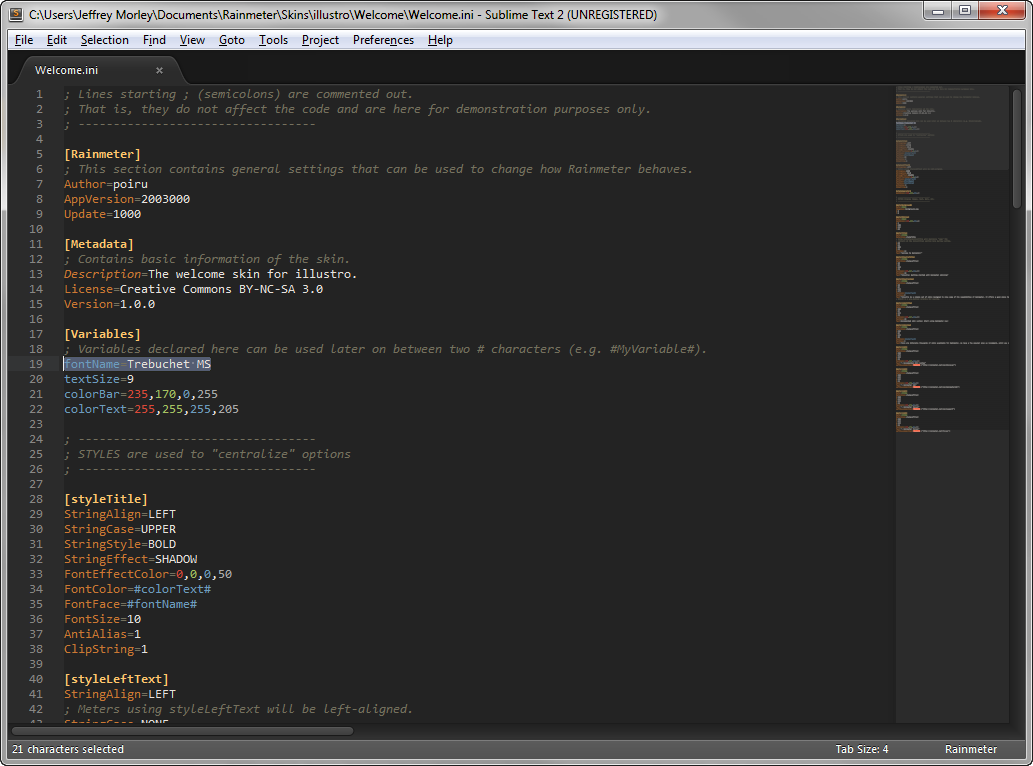 C:\Users\Jeffrey Morley\Documents\Rainmeter\Skins\illustro\Welcome\Welcome.ini - Sublime Text 2 (UNREGISTERED)
File Edit Selection Find View Goto Tools Project Preferences Help
Welcome.ini
1 ; Lines starting ; (semicolons) are commented out.
2 ; That is, they do not affect the code and are here for demonstration purposes only.
3 ; ----------------------------------
4
5 [Rainmeter]
6 ; This section contains general settings that can be used to change how Rainmeter behaves.
7 Author=poiru
8 AppVersion=2003000
9 Update=1000
10
11 [Metadata]
12 ; Contains basic information of the skin.
13 Description=The welcome skin for illustro.
14 License=Creative Commons BY-NC-SA 3.0
15 Version=1.0.0
16
17 [Variables]
18 ; Variables declared here can be used later on between two # characters (e.g. #MyVariable#).
19 fontName=Trebuchet MS
20 textSize=9
21 colorBar=235,170,0,255
22 colorText=255,255,255,205
23
24 ; ----------------------------------
25 ; STYLES are used to "centralize" options
26 ; ----------------------------------
27
28 [styleTitle]
29 StringAlign=LEFT
30 StringCase=UPPER
31 StringStyle=BOLD
32 StringEffect=SHADOW
33 FontEffectColor=0,0,0,50
34 FontColor=#colorText#
35 FontFace=#fontName#
36 FontSize=10
37 AntiAlias=1
38 ClipString=1
39
40 [styleLeftText]
41 StringAlign=LEFT
42 ; Meters using styleLeftText will be left-aligned.
43 StringCase=NONE
21 characters selected Tab Size: 4 Rainmeter